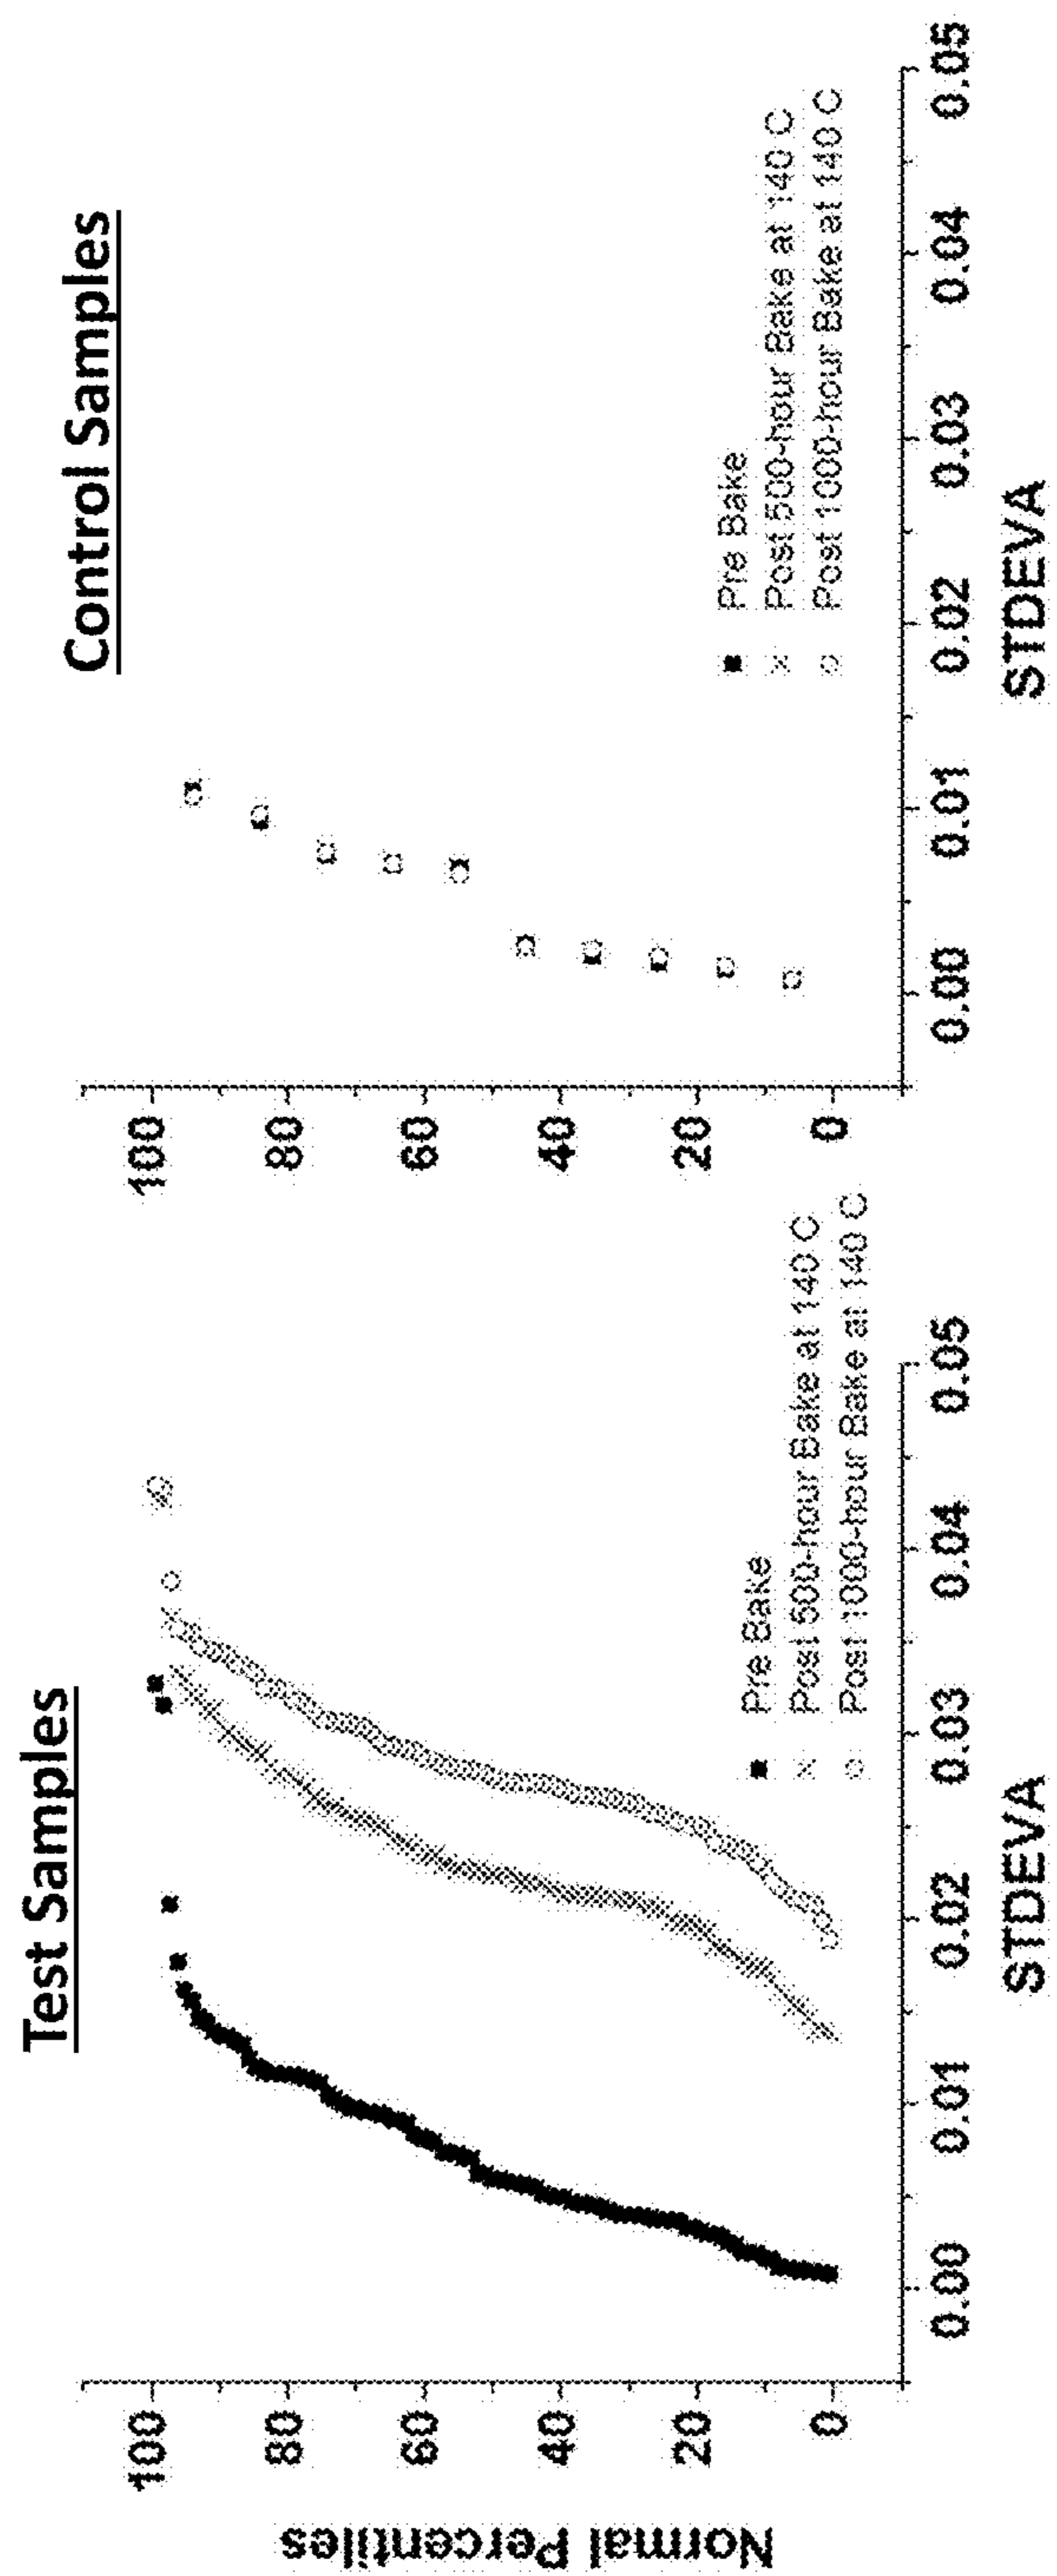 Test Samples
Normal Percentiles
100
80
60
40
20
0
Pre Bake
Post 500-hour Bake at 140 C
Post 1000-hour Bake at 140 C
0.00
0.01
0.02
0.03
0.04
0.05
STDEVA
Control Samples
100
80
60
40
20
0
Pre Bake
Post 500-hour Bake at 140 C
Post 1000-hour Bake at 140 C
0.00
0.01
0.02
0.03
0.04
0.05
STDEVA